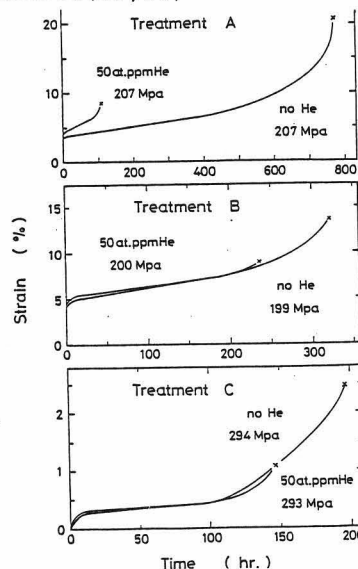 Treatment A
20
50at.ppmHe
207 Mpa
10
no He
207 Mpa
0
0 200 400 600 800
15
Treatment B
10
50at.ppmHe
200 Mpa
5
no He
199 Mpa
0
0 100 200 300
Strain (%)
Treatment C
2
no He
294 Mpa
1
50at.ppmHe
293 Mpa
0
0 50 100 150 200
Time (hr.)